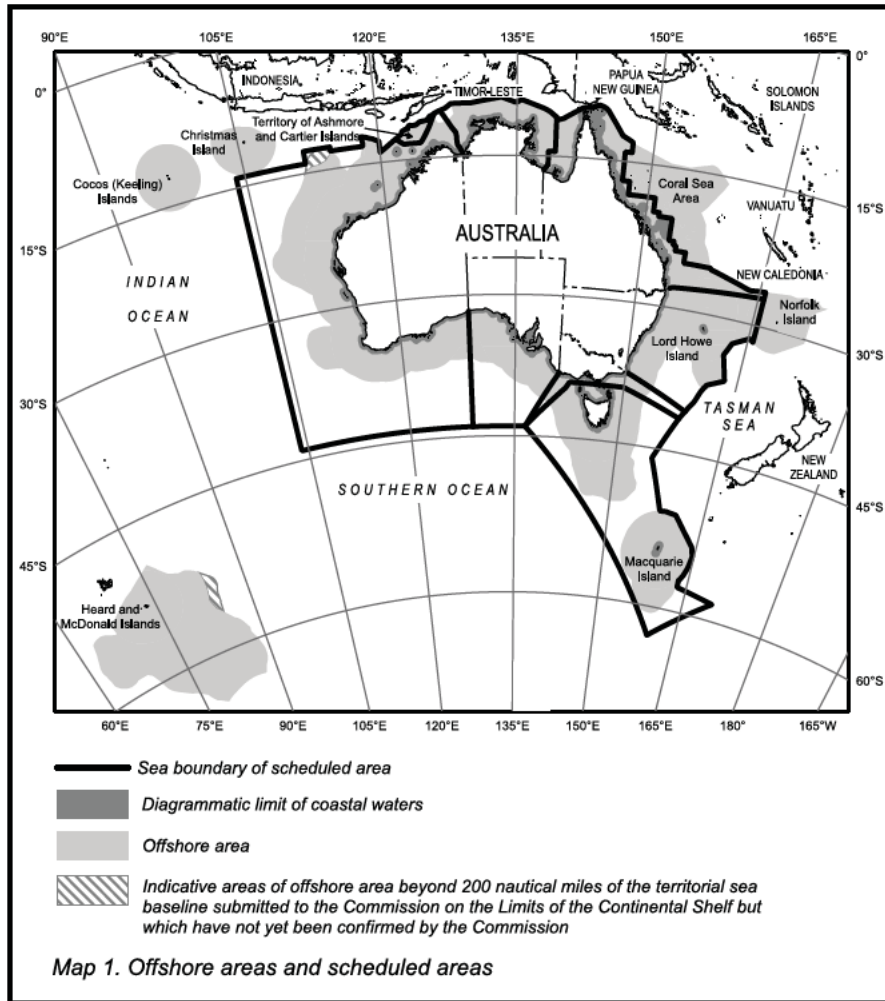 90°E
105°E
120°E
135°E
150°E
165°E
0°
0°
INDONESIA
TIMOR-LESTE
PAPUA
NEW GUINEA
SOLOMON
ISLANDS
Territory of Ashmore
and Cartier Islands
Christmas
Island
Cocos (Keeling)
Islands
Coral Sea
Area
VANUATU
15°S
15°S
AUSTRALIA
NEW CALEDONIA
INDIAN
OCEAN
Norfolk
Island
Lord Howe
Island
30°S
30°S
TASMAN
SEA
NEW
ZEALAND
SOUTHERN OCEAN
45°S
45°S
Macquarie
Island
Heard and
McDonald Islands
60°S
60°E
75°E
90°E
105°E
120°E
135°E
150°E
165°E
180°
165°W
Sea boundary of scheduled area
Diagrammatic limit of coastal waters
Offshore area
Indicative areas of offshore area beyond 200 nautical miles of the territorial sea
baseline submitted to the Commission on the Limits of the Continental Shelf but
which have not yet been confirmed by the Commission
Map 1. Offshore areas and scheduled areas